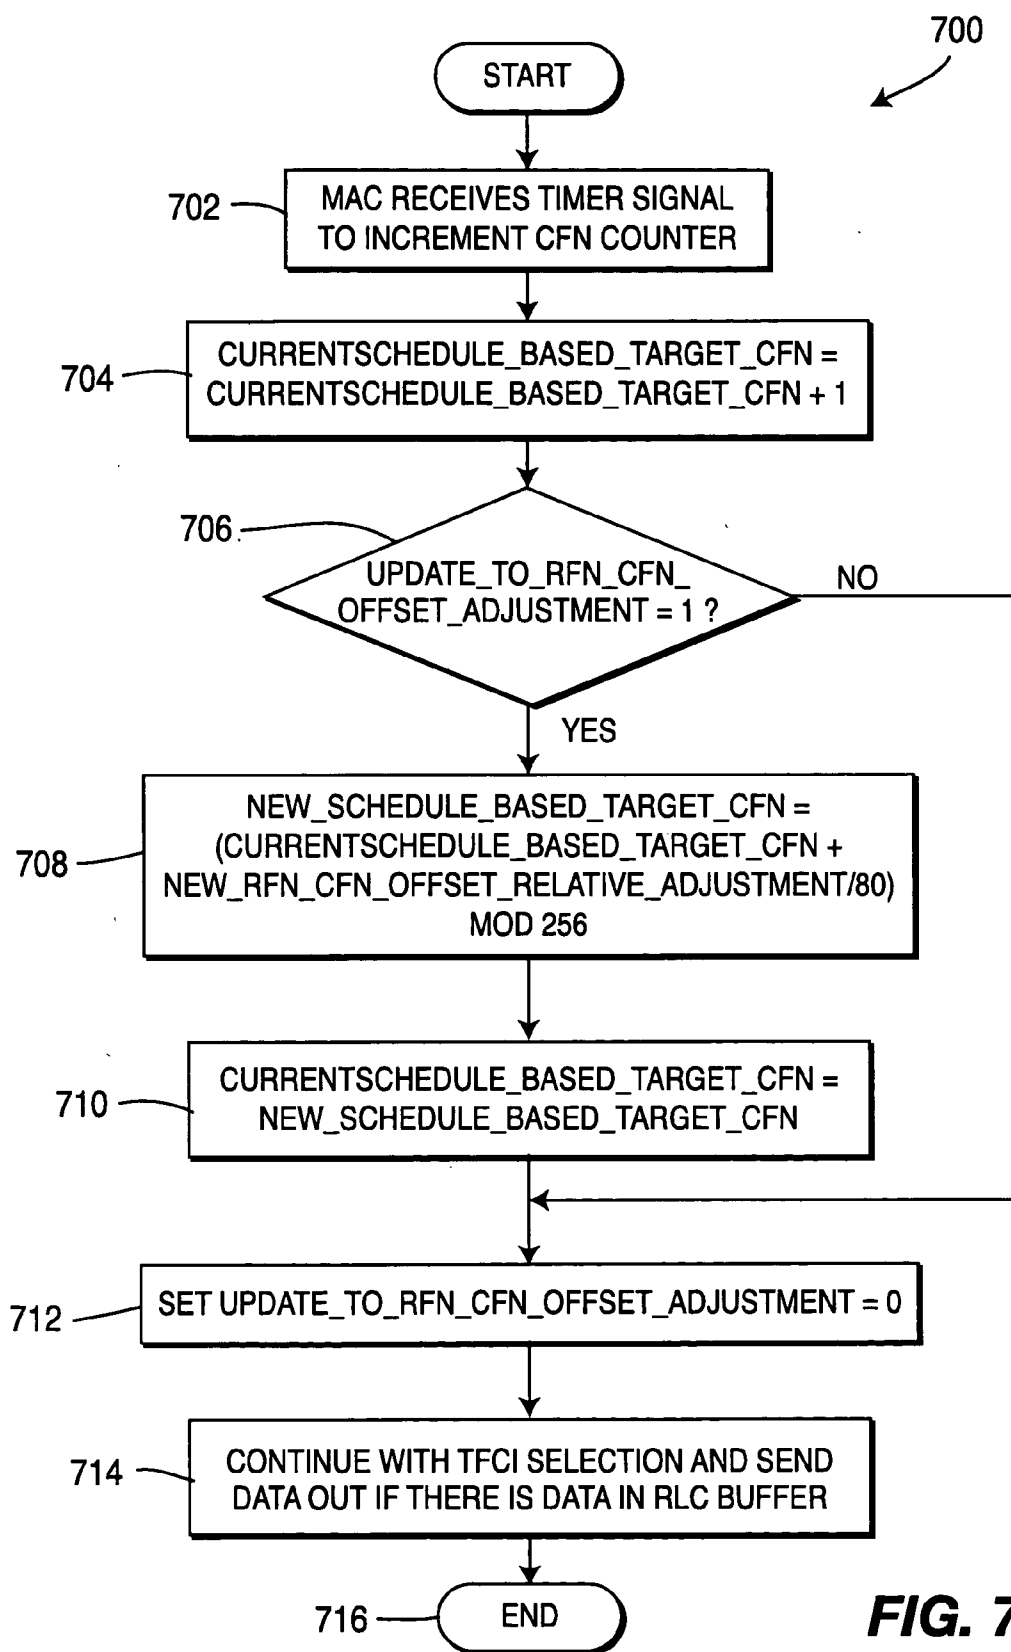 700
START
702
MAC RECEIVES TIMER SIGNAL
TO INCREMENT CFN COUNTER
704
CURRENTSCHEDULE_BASED_TARGET_CFN =
CURRENTSCHEDULE_BASED_TARGET_CFN + 1
706
UPDATE_TO_RFN_CFN_
OFFSET_ADJUSTMENT = 1 ?
NO
YES
708
NEW_SCHEDULE_BASED_TARGET_CFN =
(CURRENTSCHEDULE_BASED_TARGET_CFN +
NEW_RFN_CFN_OFFSET_RELATIVE_ADJUSTMENT/80)
MOD 256
710
CURRENTSCHEDULE_BASED_TARGET_CFN =
NEW_SCHEDULE_BASED_TARGET_CFN
712
SET UPDATE_TO_RFN_CFN_OFFSET_ADJUSTMENT = 0
714
CONTINUE WITH TFCI SELECTION AND SEND
DATA OUT IF THERE IS DATA IN RLC BUFFER
716
END
FIG. 7